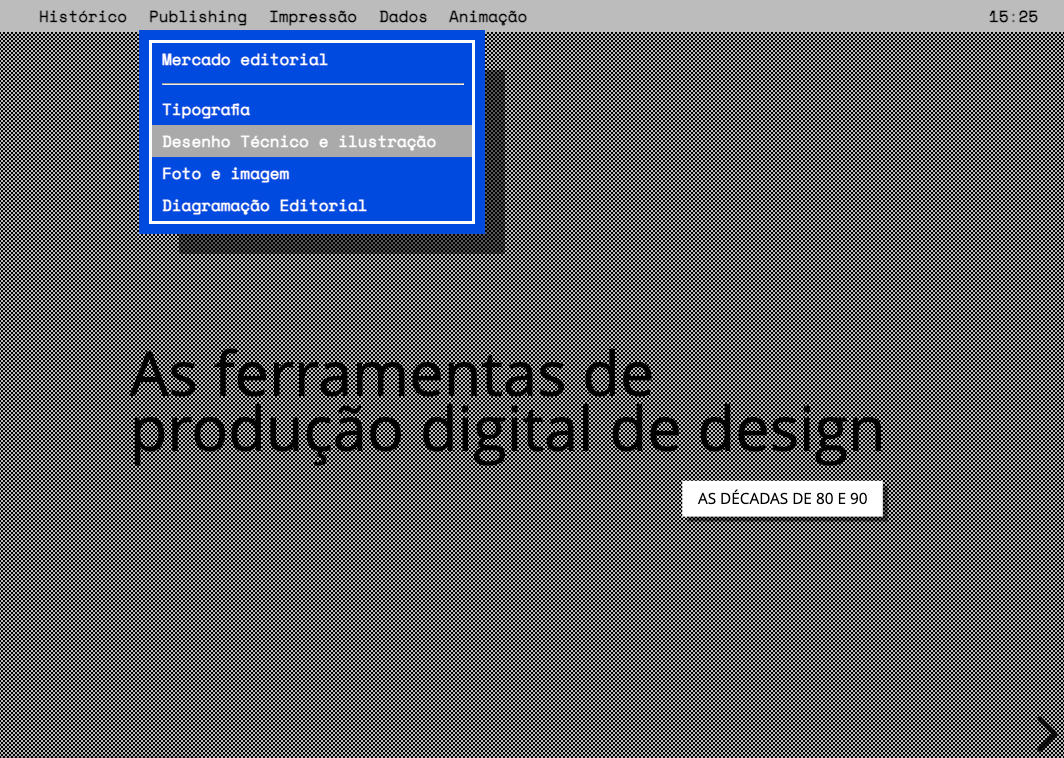 Histórico Publishing Impressão Dados Animação 15:25
Mercado editorial
Tipografia
Desenho Técnico e ilustração
Foto e imagem
Diagramação Editorial
As ferramentas de
produção digital de design
AS DÉCADAS DE 80 E 90